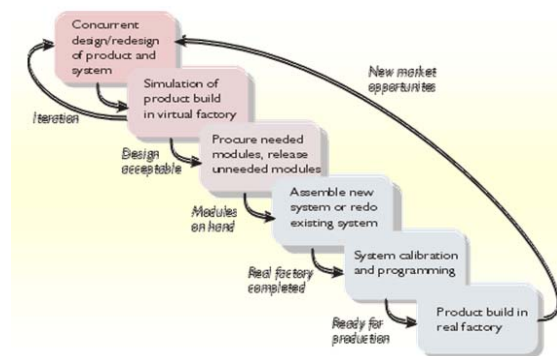 Concurrent
design/redesign
of product and
system
New market
opportunites
Simulation of
product build
in virtual factory
Iteration
Design
acceptable
Procure needed
modules, release
unneeded modules
Modules
on hand
Assemble new
system or redo
existing system
Real factory
completed
System calibration
and programming
Ready for
production
Product build in
real factory